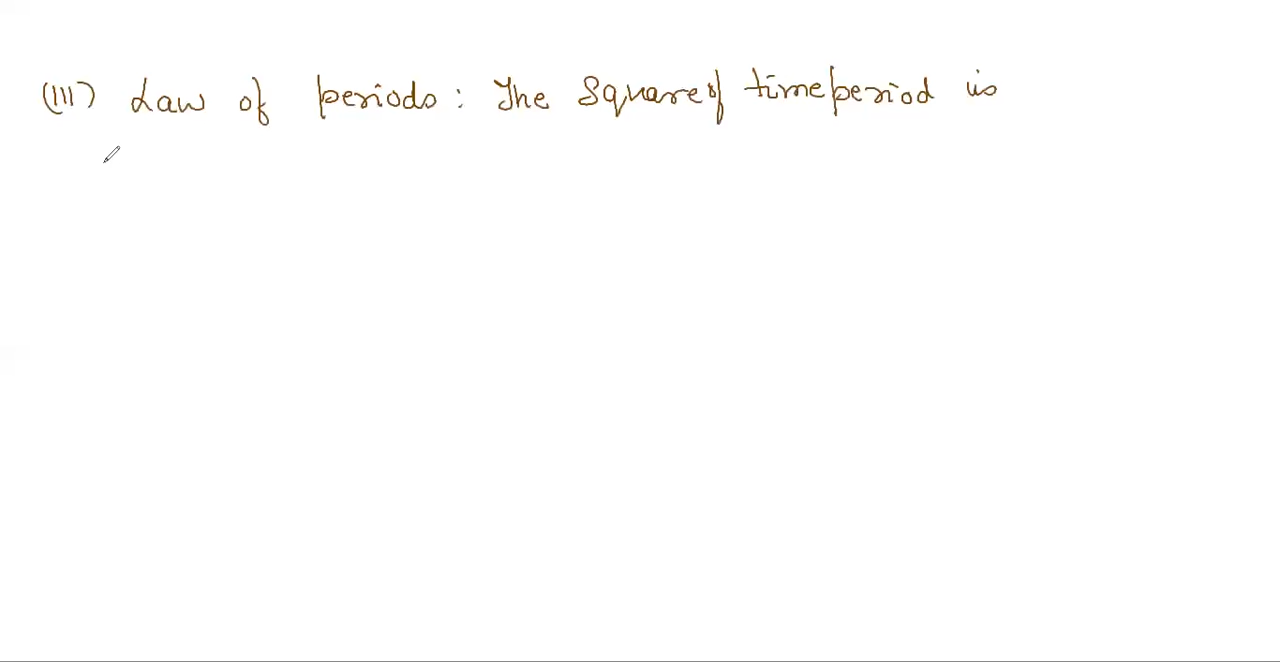 (III) Law of periods : The Square of time period is